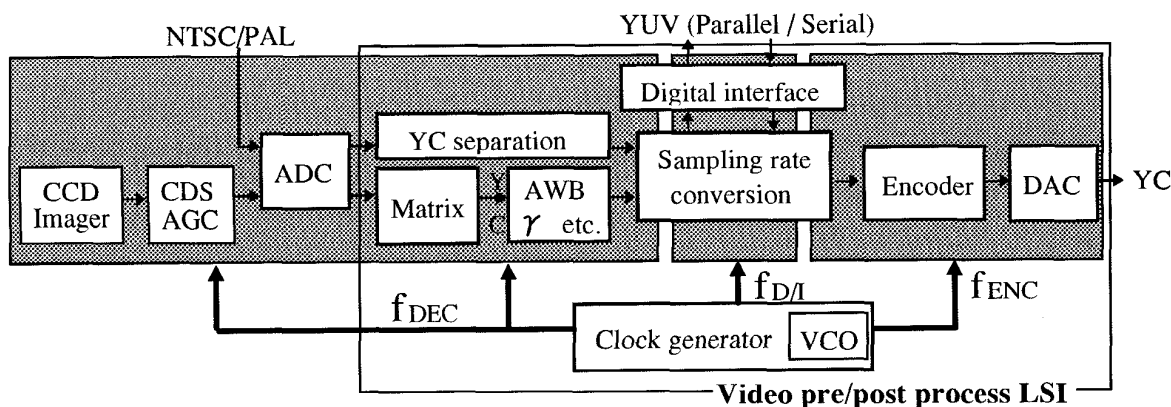 YUV (Parallel / Serial)
NTSC/PAL
Digital interface
YC separation
ADC
Sampling rate
conversion
CCD
Imager
CDS
AGC
Matrix
Y
C
AWB
γ etc.
Encoder
DAC
YC
fDEC
fD/I
fENC
Clock generator
VCO
Video pre/post process LSI